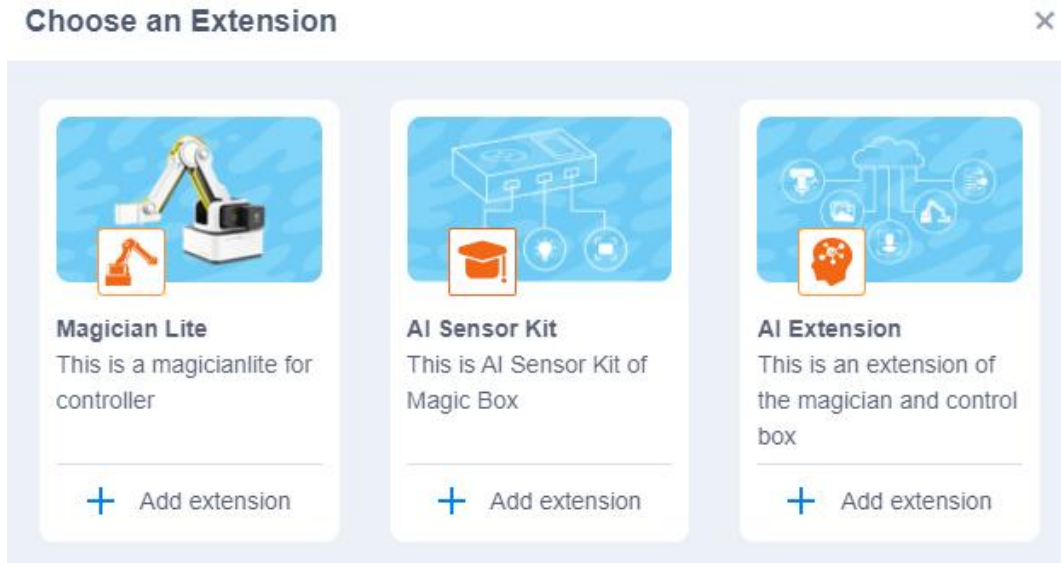 Choose an Extension
Magician Lite
This is a magicianlite for
controller
Add extension
AI Sensor Kit
This is AI Sensor Kit of
Magic Box
Add extension
AI Extension
This is an extension of
the magician and control
box
Add extension